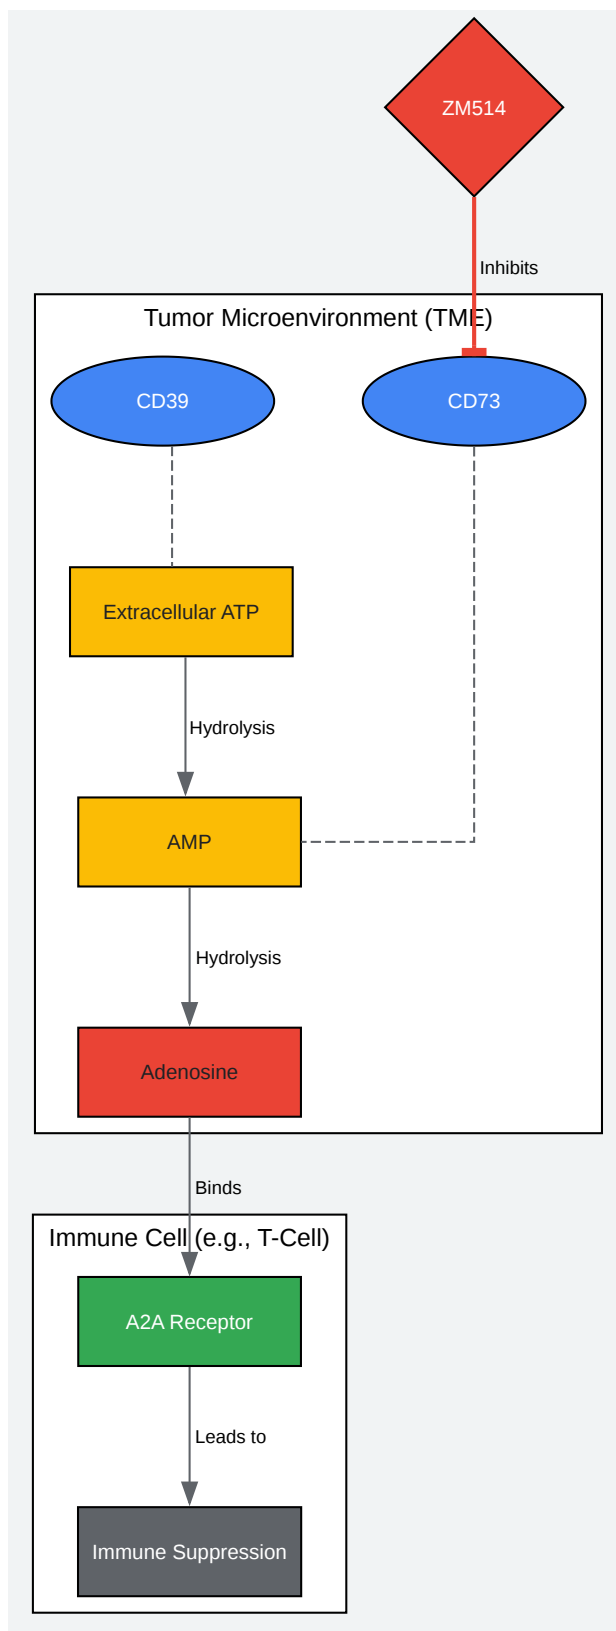 ZM514
Inhibits
Tumor Microenvironment (TME)
CD39
CD73
Extracellular ATP
Hydrolysis
AMP
Hydrolysis
Adenosine
Binds
Immune Cell (e.g., T-Cell)
A2A Receptor
Leads to
Immune Suppression